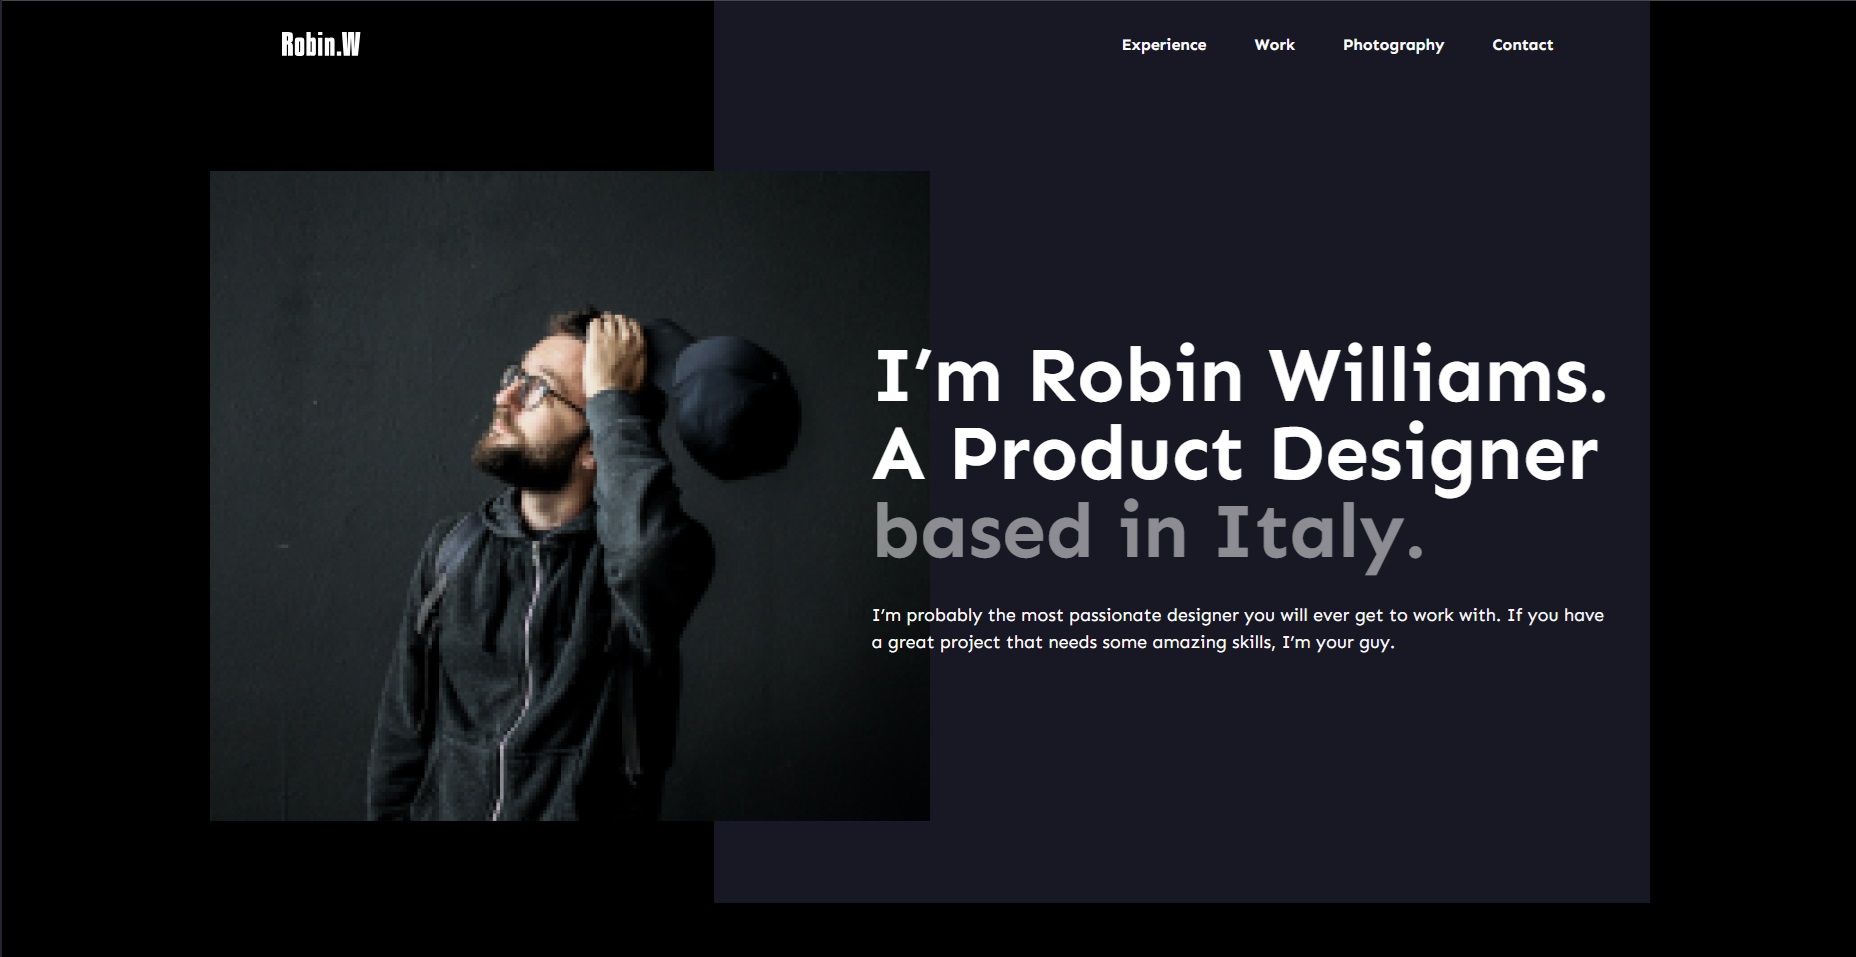 Robin.W
Experience Work Photography Contact
I’m Robin Williams.
A Product Designer
based in Italy.
I’m probably the most passionate designer you will ever get to work with. If you have
a great project that needs some amazing skills, I’m your guy.